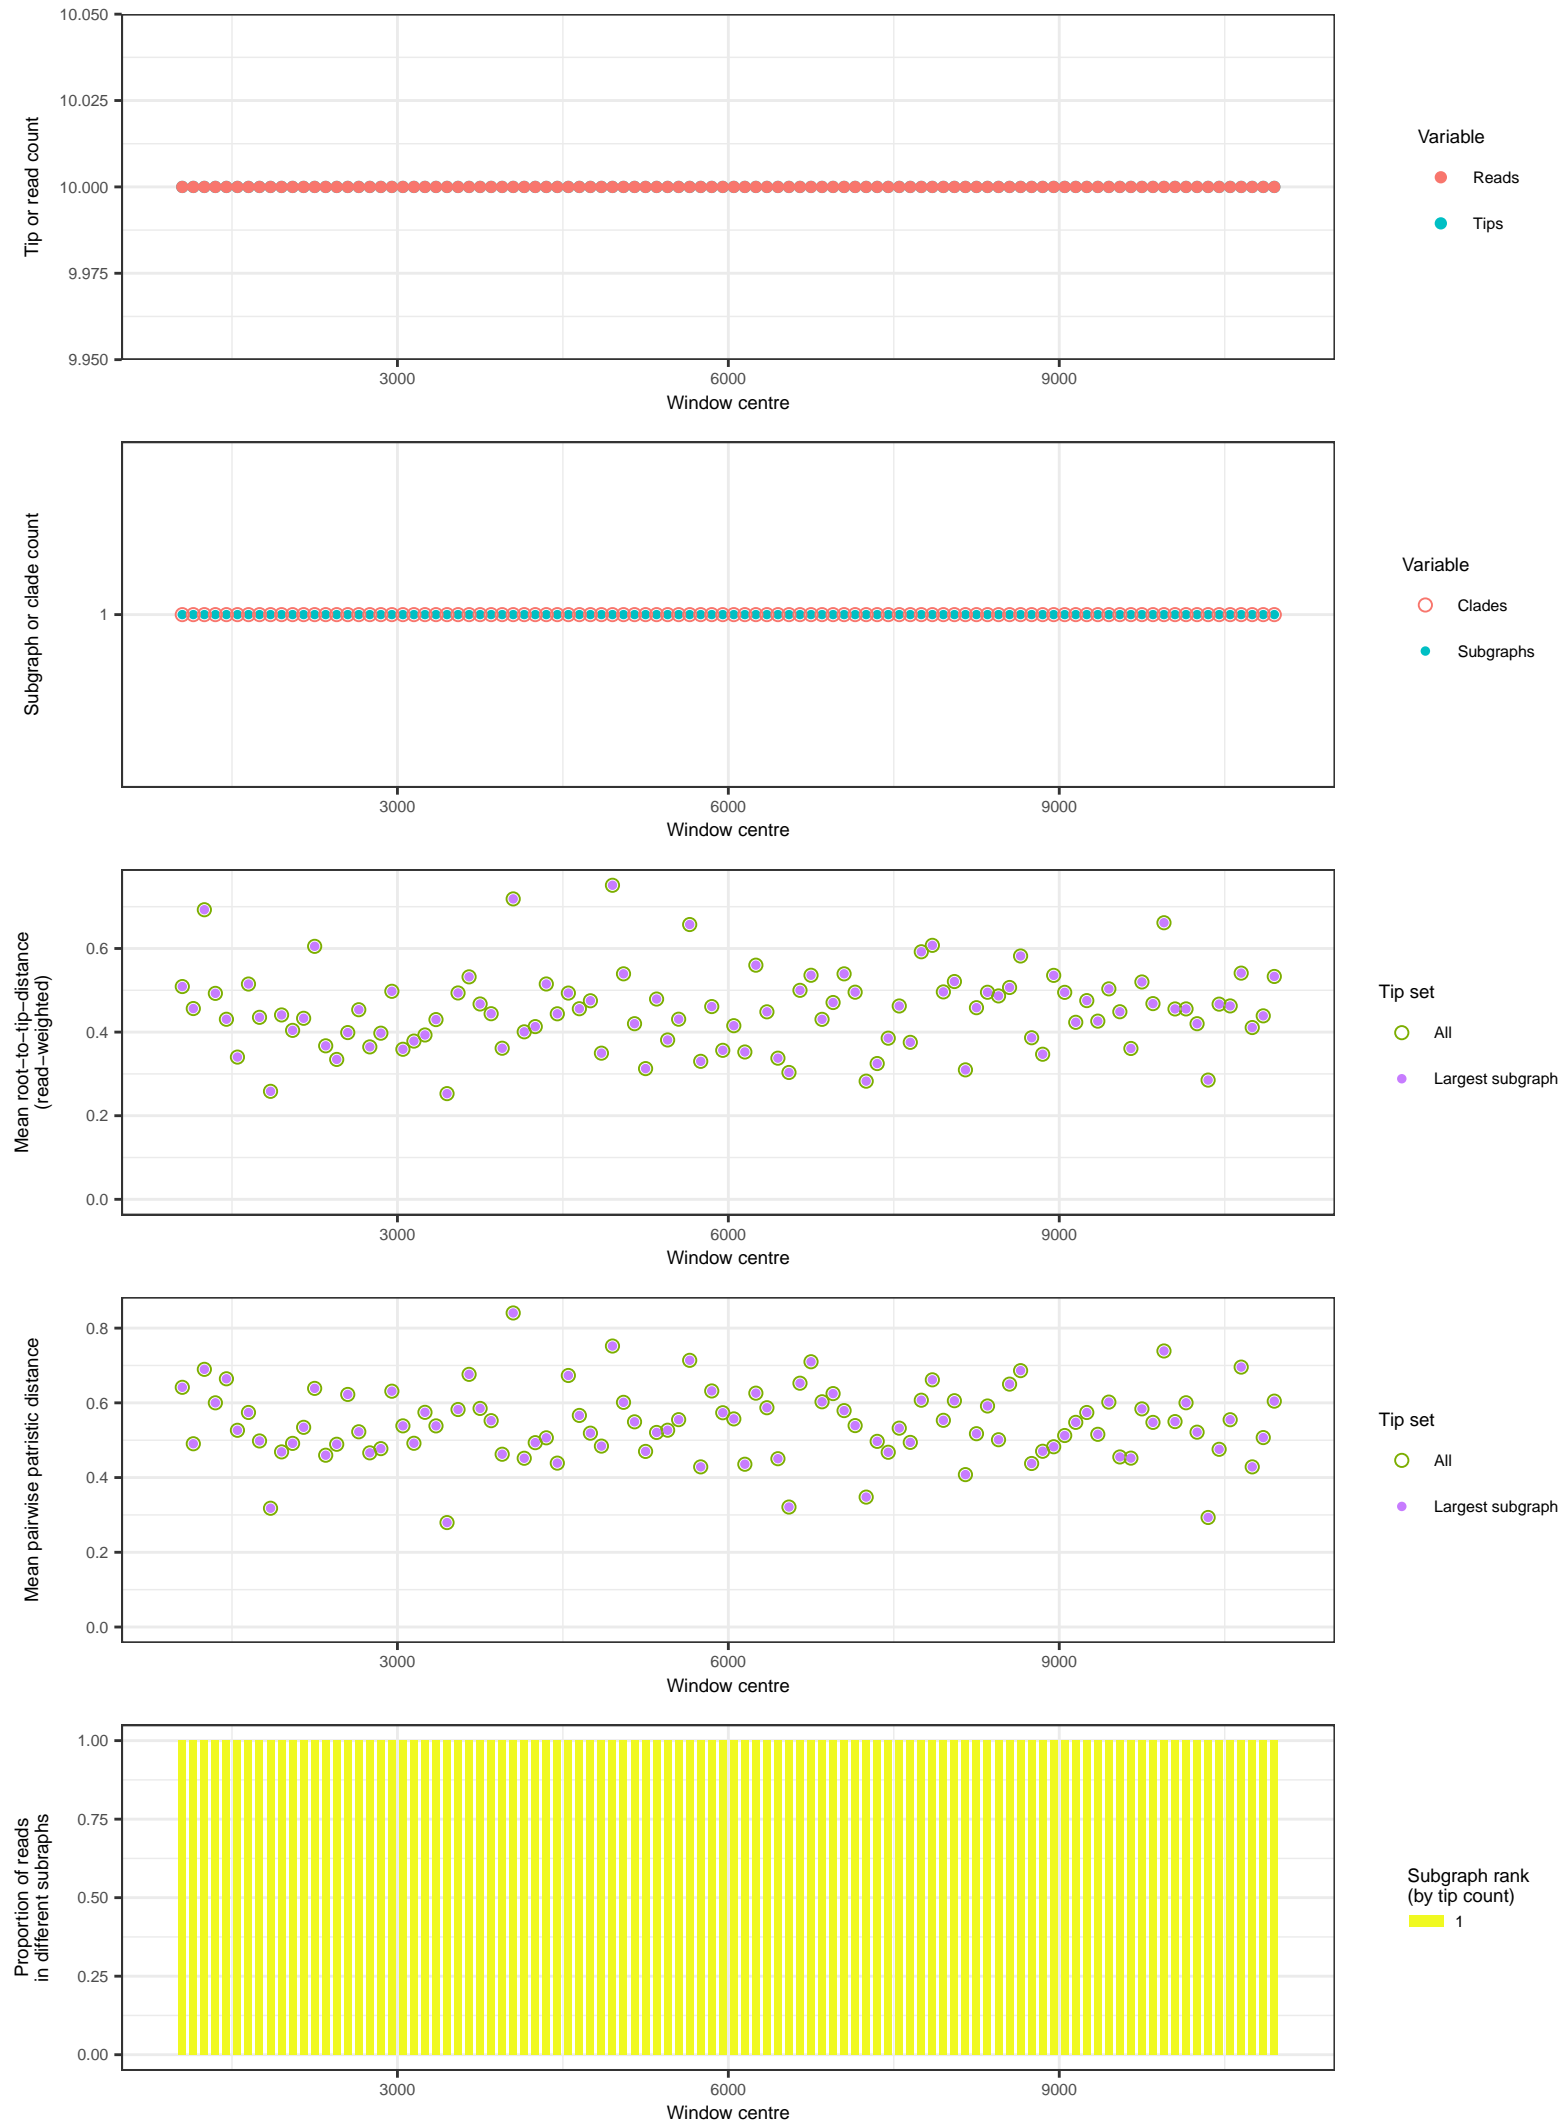 10.050
10.025
10.000
9.975
9.950
Tip or read count
3000
6000
9000
Window centre
Variable
Reads
Tips
1
Subgraph or clade count
3000
6000
9000
Window centre
Variable
Clades
Subgraphs
0.6
0.4
0.2
0.0
Mean root−to−tip−distance
(read−weighted)
3000
6000
9000
Window centre
Tip set
All
Largest subgraph
0.8
0.6
0.4
0.2
0.0
Mean pairwise patristic distance
3000
6000
9000
Window centre
Tip set
All
Largest subgraph
1.00
0.75
0.50
0.25
0.00
Proportion of reads
in different subraphs
3000
6000
9000
Window centre
Subgraph rank
(by tip count)
1